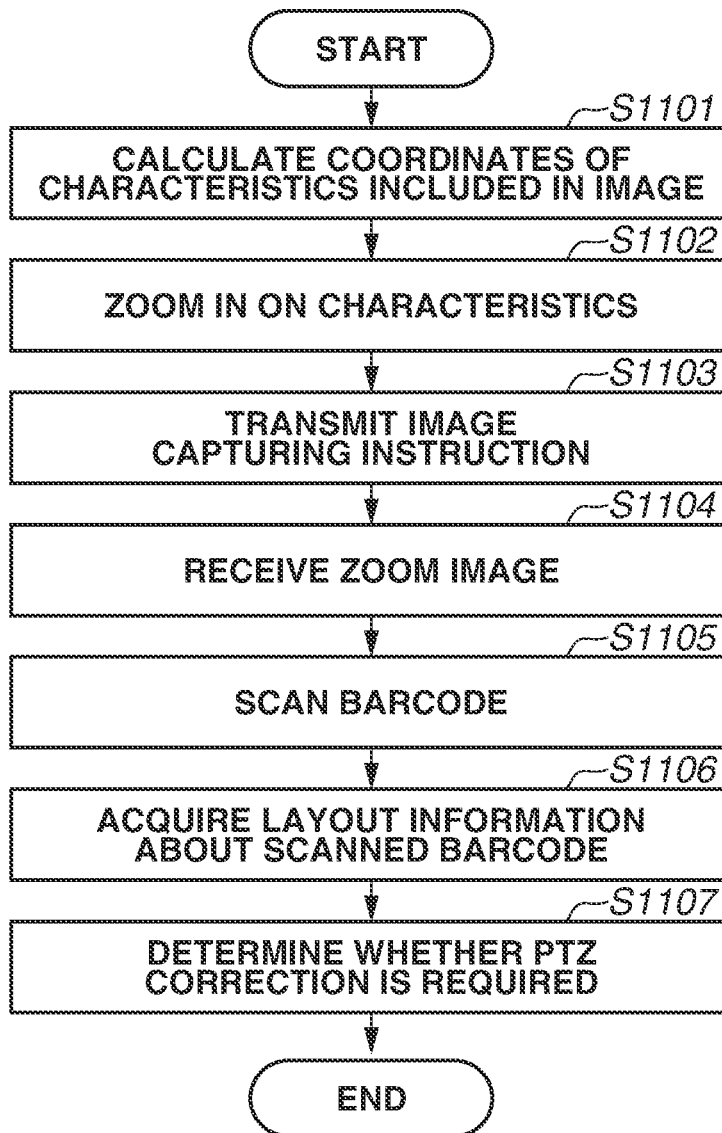 START
S1101
CALCULATE COORDINATES OF
CHARACTERISTICS INCLUDED IN IMAGE
S1102
ZOOM IN ON CHARACTERISTICS
S1103
TRANSMIT IMAGE
CAPTURING INSTRUCTION
S1104
RECEIVE ZOOM IMAGE
S1105
SCAN BARCODE
S1106
ACQUIRE LAYOUT INFORMATION
ABOUT SCANNED BARCODE
S1107
DETERMINE WHETHER PTZ
CORRECTION IS REQUIRED
END